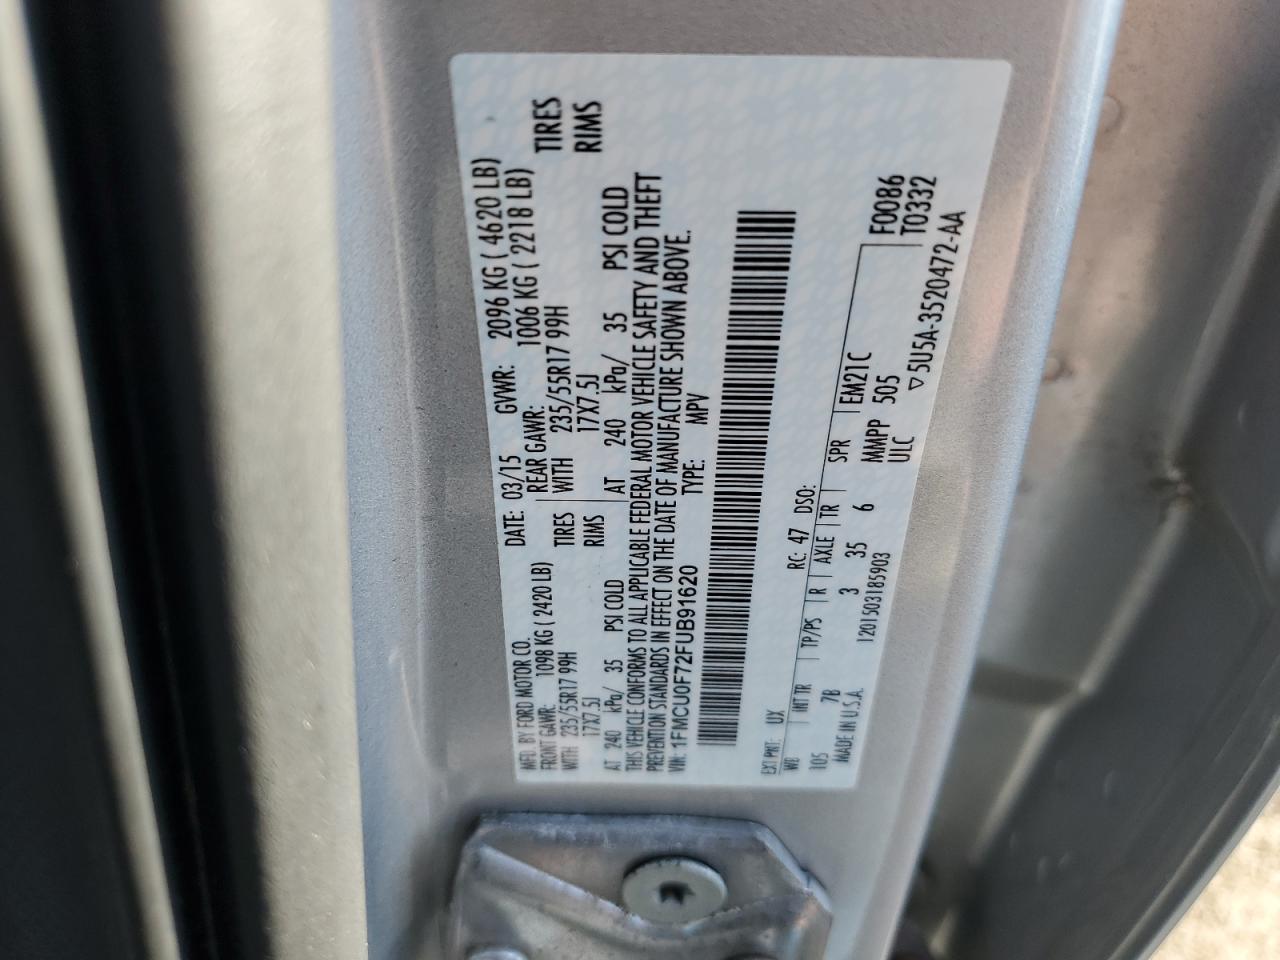 MFD. BY FORD MOTOR CO.
DATE: 03/15 GVWR: 2096 KG ( 4620 LB)
FRONT GAWR: 1098 KG ( 2420 LB) REAR GAWR: 1006 KG ( 2218 LB)
WITH 235/55R17 99H TIRES WITH 235/55R17 99H TIRES
17X7.5J RIMS 17X7.5J RIMS
AT 240 kPa/ 35 PSI COLD AT 240 kPa/ 35 PSI COLD
THIS VEHICLE CONFORMS TO ALL APPLICABLE FEDERAL MOTOR VEHICLE SAFETY AND THEFT
PREVENTION STANDARDS IN EFFECT ON THE DATE OF MANUFACTURE SHOWN ABOVE.
VIN: 1FMCU0F72FUB91620 TYPE: MPV
EXT PNT: UX RC: 47 DSO:
WB INT TR TP/PS R AXLE TR SPR EM21C F0086
105 7B 3 35 6 MMPP 505 T0332
MADE IN U.S.A. 1201503185903 ULC ▽5U5A-3520472-AA